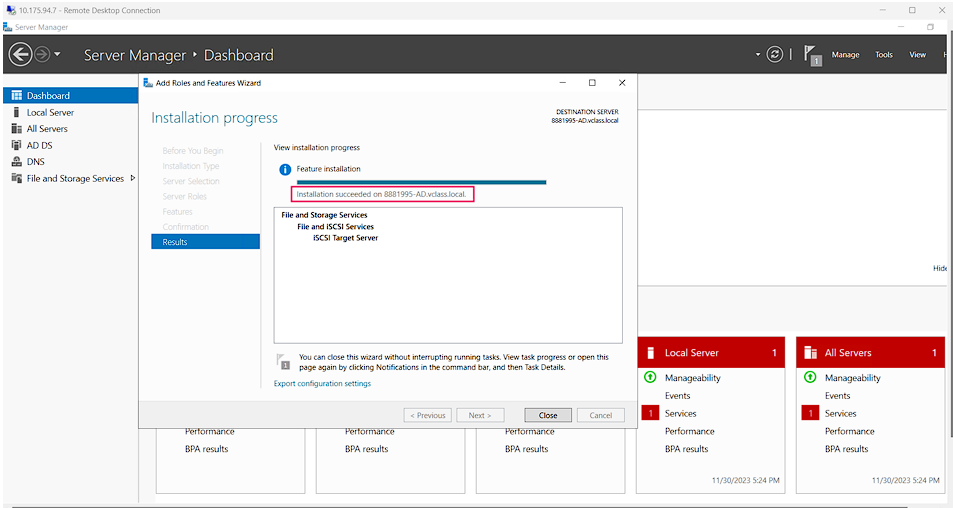 10.175.94.7 - Remote Desktop Connection
Server Manager
Server Manager • Dashboard
1
Manage
Tools
View
H
Dashboard
Local Server
All Servers
AD DS
DNS
File and Storage Services
Add Roles and Features Wizard
Installation progress
DESTINATION SERVER
8881995-AD.vclass.local
Before You Begin
Installation Type
Server Selection
Server Roles
Features
Confirmation
Results
View installation progress
Feature installation
Installation succeeded on 8881995-AD.vclass.local.
File and Storage Services
File and iSCSI Services
iSCSI Target Server
1
You can close this wizard without interrupting running tasks. View task progress or open this
page again by clicking Notifications in the command bar, and then Task Details.
Export configuration settings
< Previous
Next >
Close
Cancel
Hide
Performance
BPA results
Performance
BPA results
Performance
BPA results
Local Server 1
Manageability
Events
1 Services
Performance
BPA results
11/30/2023 5:24 PM
All Servers 1
Manageability
Events
1 Services
Performance
BPA results
11/30/2023 5:24 PM